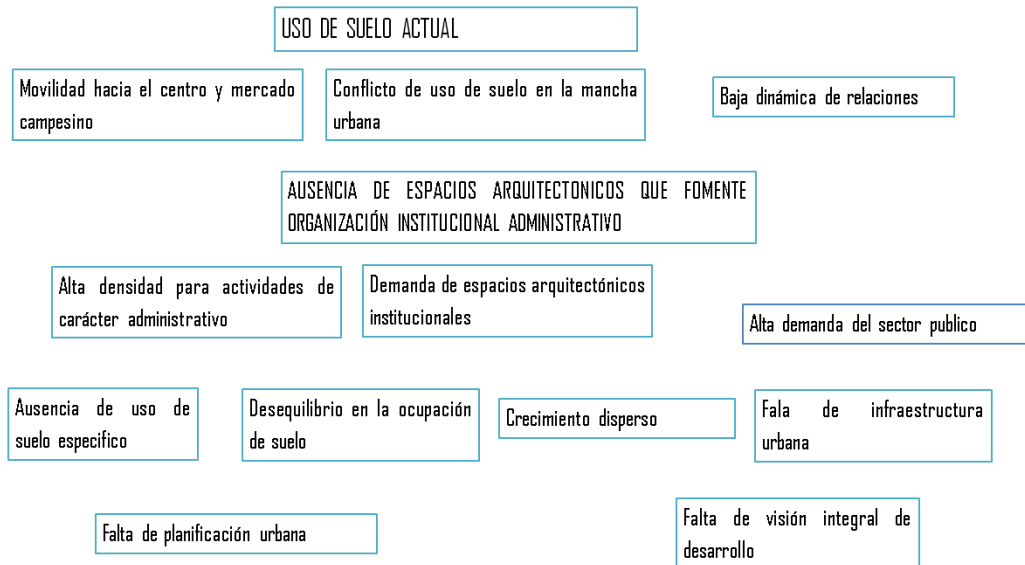 USO DE SUELO ACTUAL
Movilidad hacia el centro y mercado
campesino
Conflicto de uso de suelo en la mancha
urbana
Baja dinámica de relaciones
AUSENCIA DE ESPACIOS ARQUITECTONICOS QUE FOMENTE
ORGANIZACIÓN INSTITUCIONAL ADMINISTRATIVO
Alta densidad para actividades de
carácter administrativo
Demanda de espacios arquitectónicos
institucionales
Alta demanda del sector publico
Ausencia de uso de
suelo especifico
Desequilibrio en la ocupación
de suelo
Crecimiento disperso
Fala de infraestructura
urbana
Falta de planificación urbana
Falta de visión integral de
desarrollo